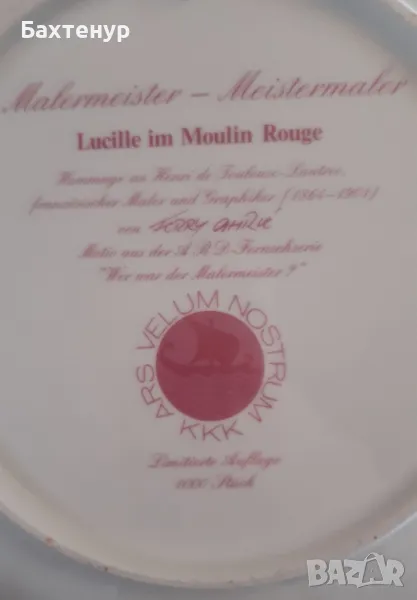 Бахтенур
Malermeister – Meistermaler
Lucille im Moulin Rouge
Hommage an Henri de Toulouse-Lautrec,
französischer Maler und Graphiker (1864-1901)
von
Motiv aus der ARD-Fernsehserie
"Wer war der Malermeister?"
ARS VELUM NOSTRUM
KKK
Limitierte Auflage
Stück
BAZAR